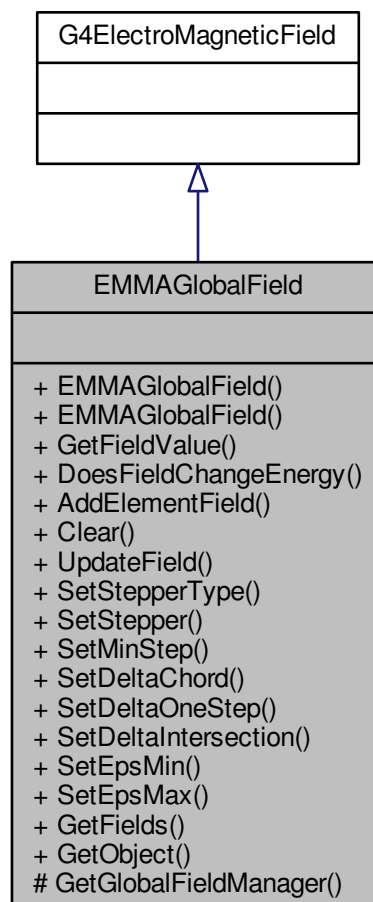 G4ElectroMagneticField
EMMAGlobalField
+ EMMAGlobalField()
+ EMMAGlobalField()
+ GetFieldValue()
+ DoesFieldChangeEnergy()
+ AddElementField()
+ Clear()
+ UpdateField()
+ SetStepperType()
+ SetStepper()
+ SetMinStep()
+ SetDeltaChord()
+ SetDeltaOneStep()
+ SetDeltaIntersection()
+ SetEpsMin()
+ SetEpsMax()
+ GetFields()
+ GetObject()
# GetGlobalFieldManager()